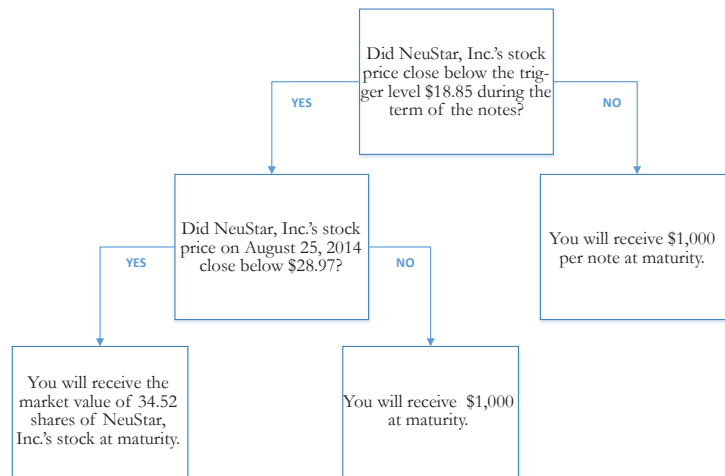 Did NeuStar, Inc.'s stock
price close below the trig-
ger level $18.85 during the
term of the notes?
YES
NO
Did NeuStar, Inc.'s stock
price on August 25, 2014
close below $28.97?
You will receive $1,000
per note at maturity.
YES
NO
You will receive the
market value of 34.52
shares of NeuStar,
Inc.'s stock at maturity.
You will receive $1,000
at maturity.